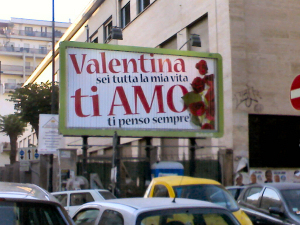 Valentina
sei tutta la mia vita
ti AMO
ti penso sempre